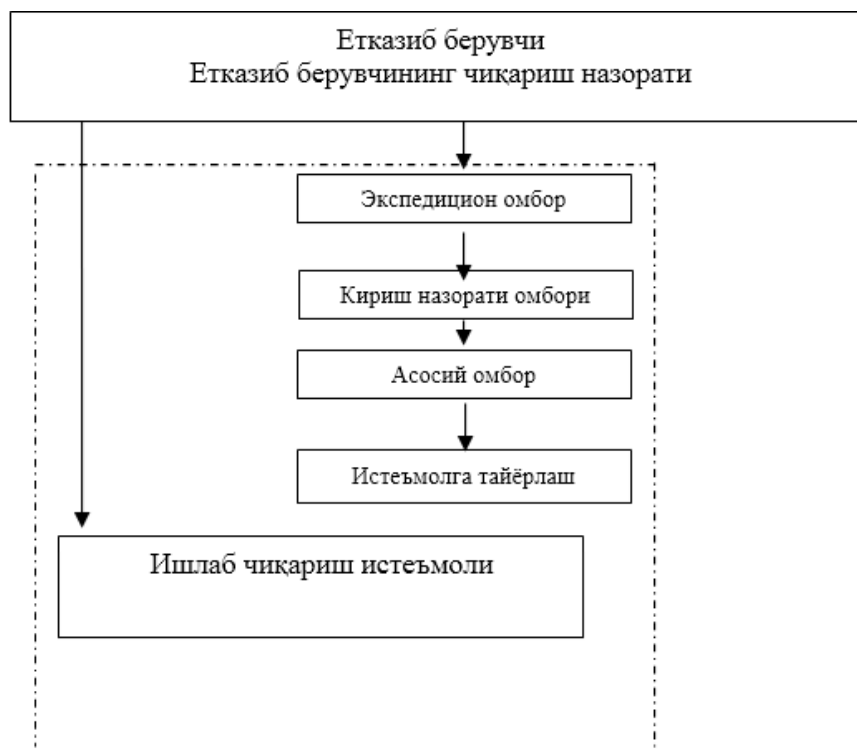 Етказиб берувчи
Етказиб берувчининг чиқариш назорати
Экспедицион омбор
Кириш назорати омбори
Асосий омбор
Истеъмолга тайёрлаш
Ишлаб чиқариш истеъмоли